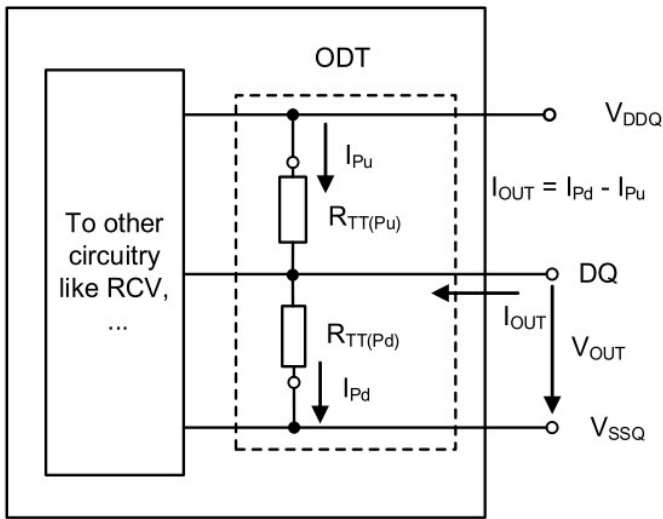 ODT
V_DDQ
I_Pu
I_OUT = I_Pd - I_Pu
R_TT(Pu)
To other
circuitry
like RCV,
...
DQ
I_OUT
R_TT(Pd)
V_OUT
I_Pd
V_SSQ